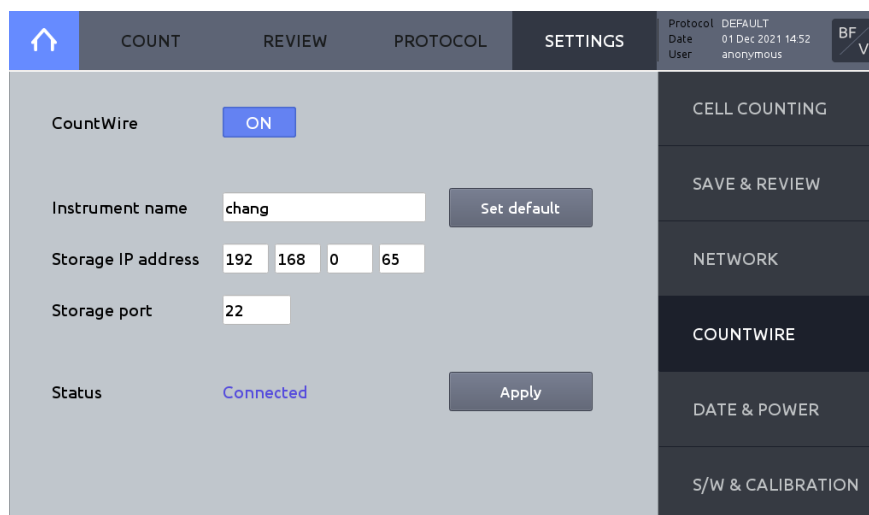 COUNT REVIEW PROTOCOL SETTINGS
Protocol DEFAULT
Date 01 Dec 2021 14:52
User anonymous
BF
V
CountWire ON
Instrument name chang Set default
Storage IP address 192 168 0 65
Storage port 22
Status Connected Apply
CELL COUNTING
SAVE & REVIEW
NETWORK
COUNTWIRE
DATE & POWER
S/W & CALIBRATION